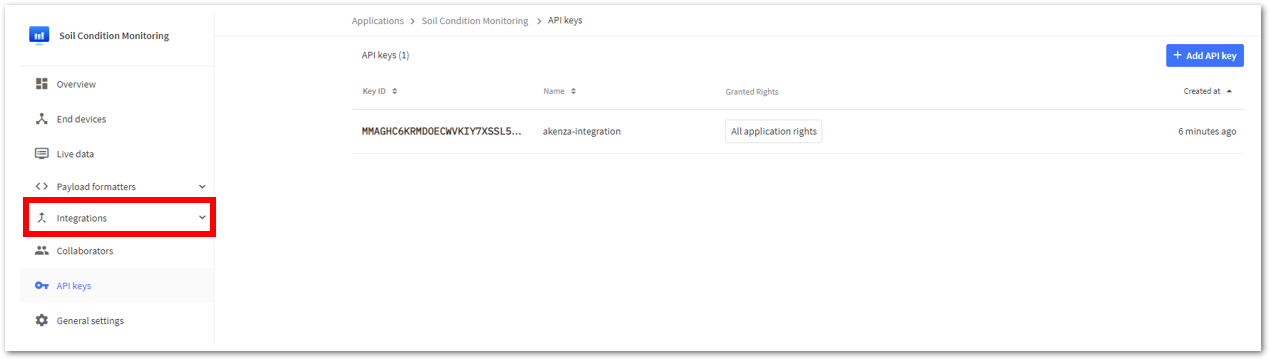 Soil Condition Monitoring
Overview
End devices
Live data
Payload formatters
Integrations
Collaborators
API keys
General settings
Applications > Soil Condition Monitoring > API keys
API keys (1)
+ Add API key
Key ID Name Granted Rights Created at
MMAGHC6KRMDOECWVKIY7XSSL5... akenza-integration All application rights 6 minutes ago